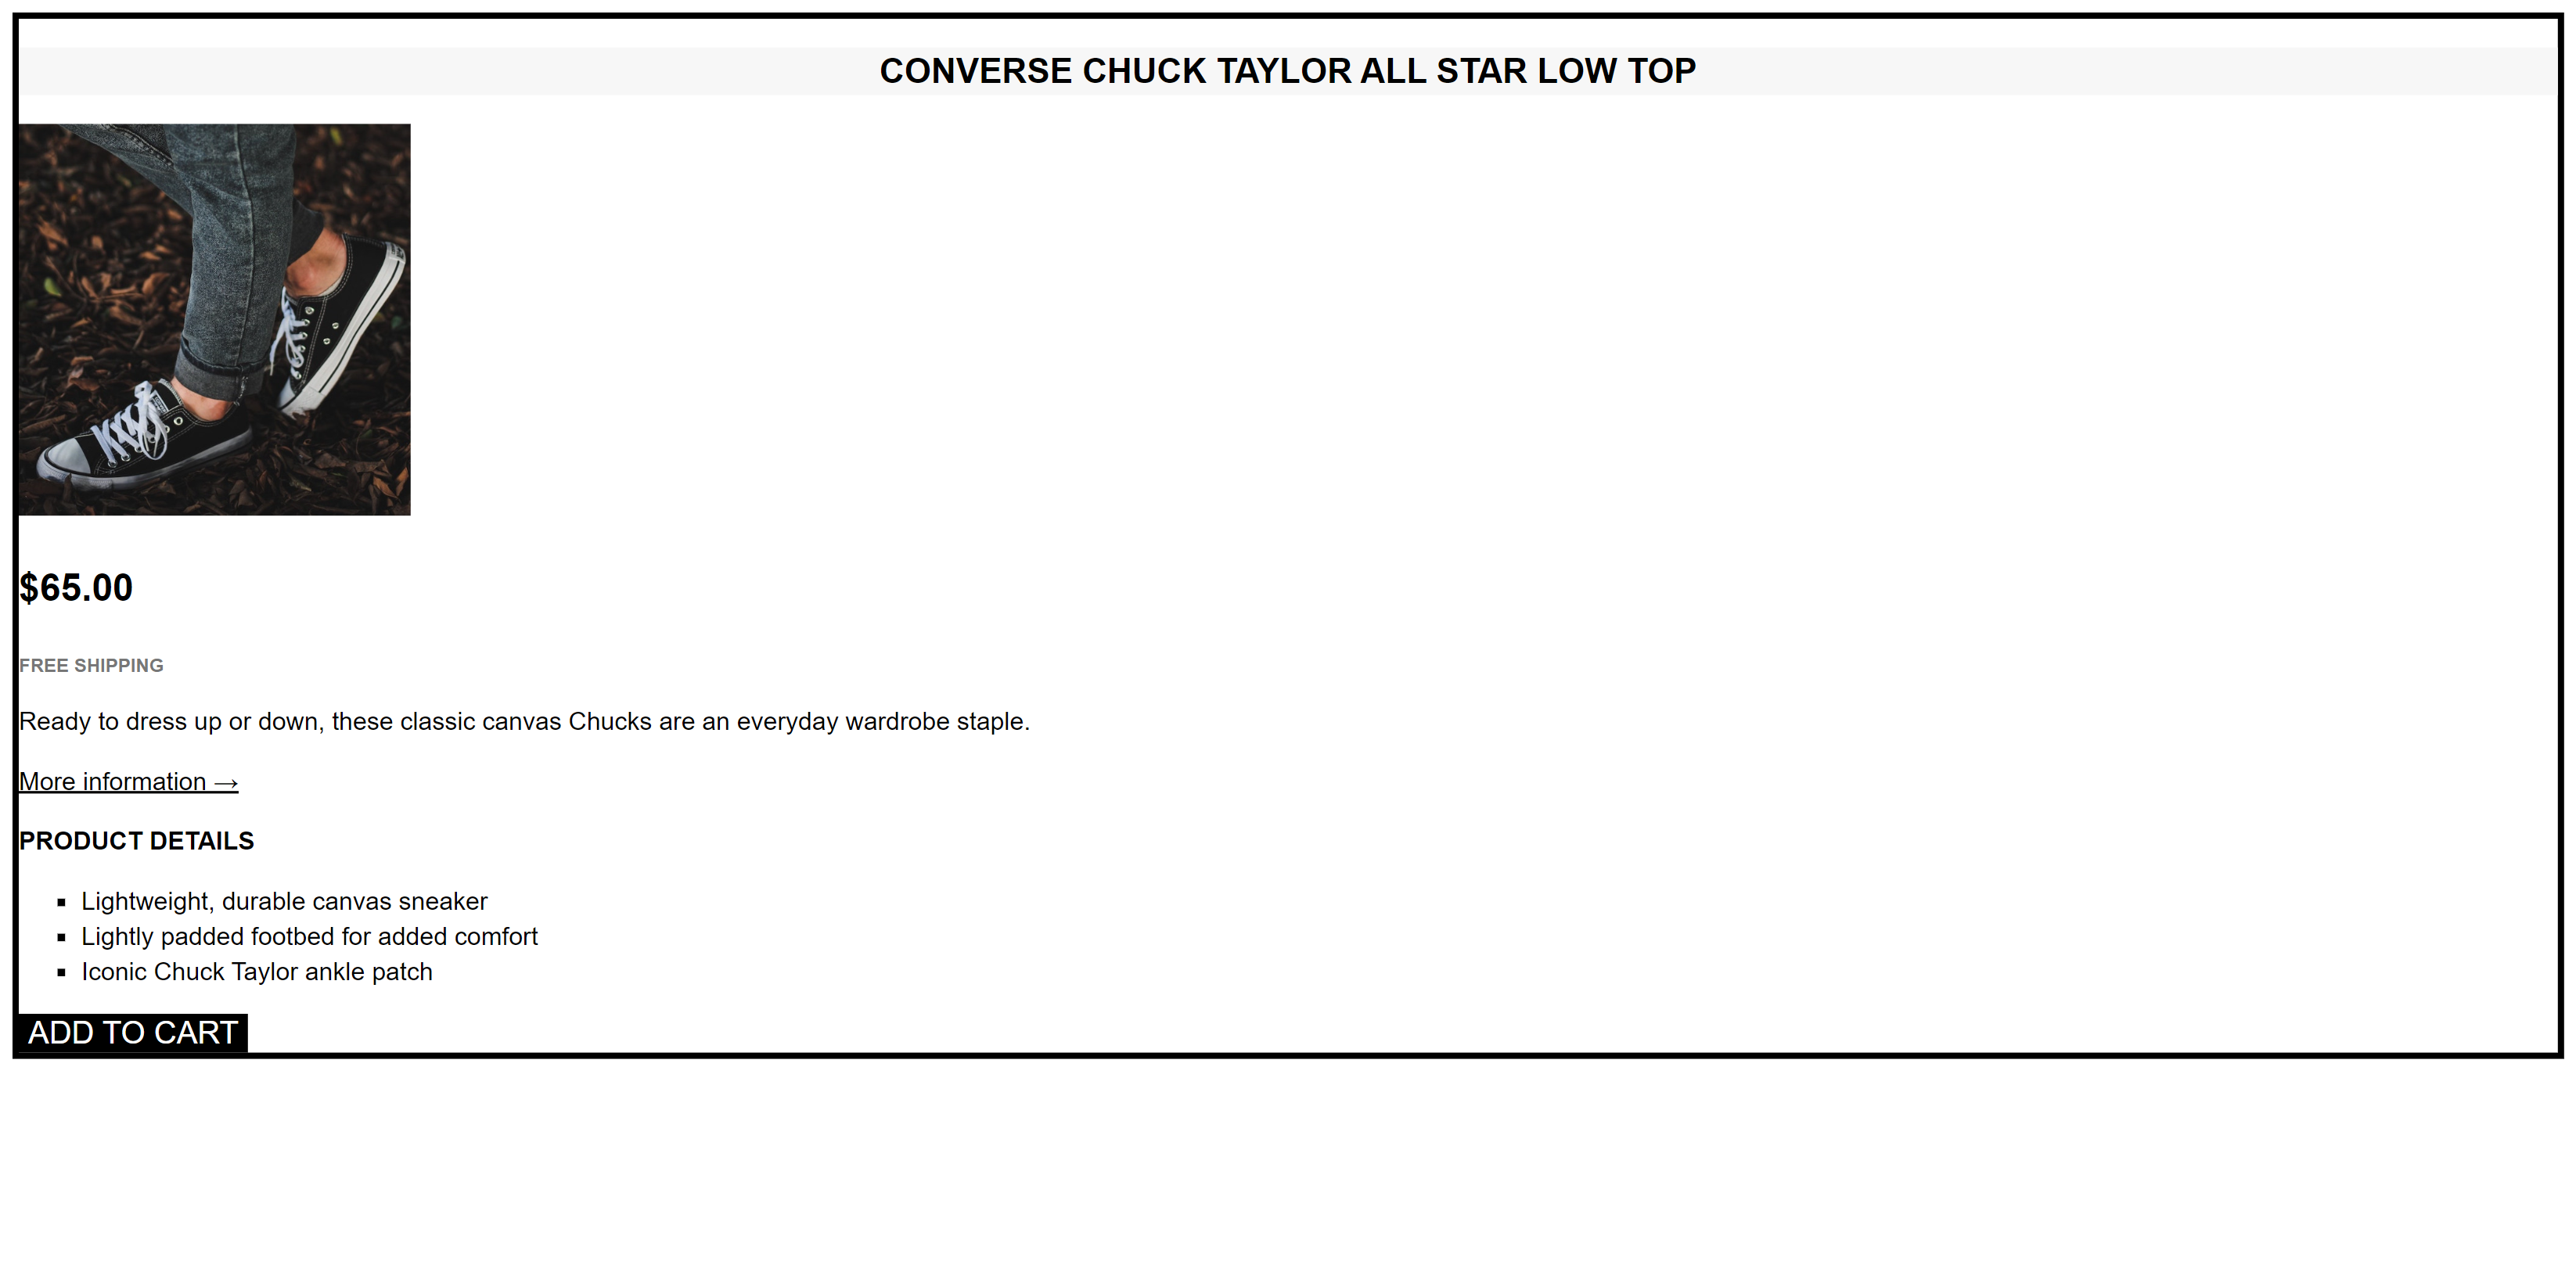 CONVERSE CHUCK TAYLOR ALL STAR LOW TOP
$65.00
FREE SHIPPING
Ready to dress up or down, these classic canvas Chucks are an everyday wardrobe staple.
More information →
PRODUCT DETAILS
▪ Lightweight, durable canvas sneaker
▪ Lightly padded footbed for added comfort
▪ Iconic Chuck Taylor ankle patch
ADD TO CART